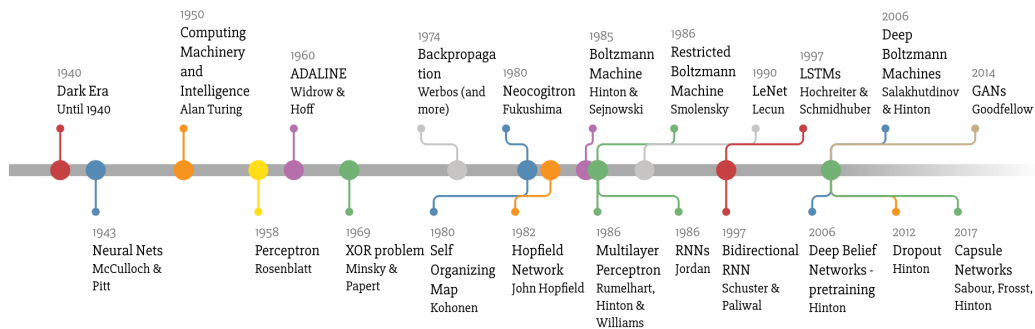 1940
Dark Era
Until 1940
1950
Computing
Machinery
and
Intelligence
Alan Turing
1960
ADALINE
Widrow &
Hoff
1974
Backpropaga
tion
Werbos (and
more)
1980
Neocogitron
Fukushima
1985
Boltzmann
Machine
Hinton &
Sejnowski
1986
Restricted
Boltzmann
Machine
Smolensky
1990
LeNet
Lecun
1997
LSTMs
Hochreiter &
Schmidhuber
2006
Deep
Boltzmann
Machines
Salakhutdinov
& Hinton
2014
GANs
Goodfellow
1943
Neural Nets
McCulloch &
Pitt
1958
Perceptron
Rosenblatt
1969
XOR problem
Minsky &
Papert
1980
Self
Organizing
Map
Kohonen
1982
Hopfield
Network
John Hopfield
1986
Multilayer
Perceptron
Rumelhart,
Hinton &
Williams
1986
RNNs
Jordan
1997
Bidirectional
RNN
Schuster &
Paliwal
2006
Deep Belief
Networks -
pretraining
Hinton
2012
Dropout
Hinton
2017
Capsule
Networks
Sabour, Frosst,
Hinton